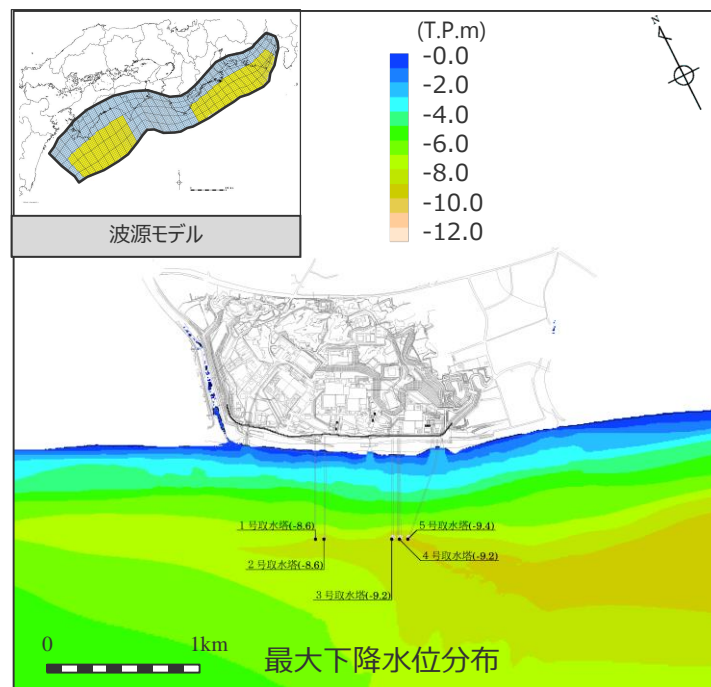 (T.P.m)
-0.0
-2.0
-4.0
-6.0
-8.0
-10.0
-12.0
N
波源モデル
1号取水塔(-8.6)
2号取水塔(-8.6)
3号取水塔(-9.2)
5号取水塔(-9.4)
4号取水塔(-9.2)
0 1km
最大下降水位分布